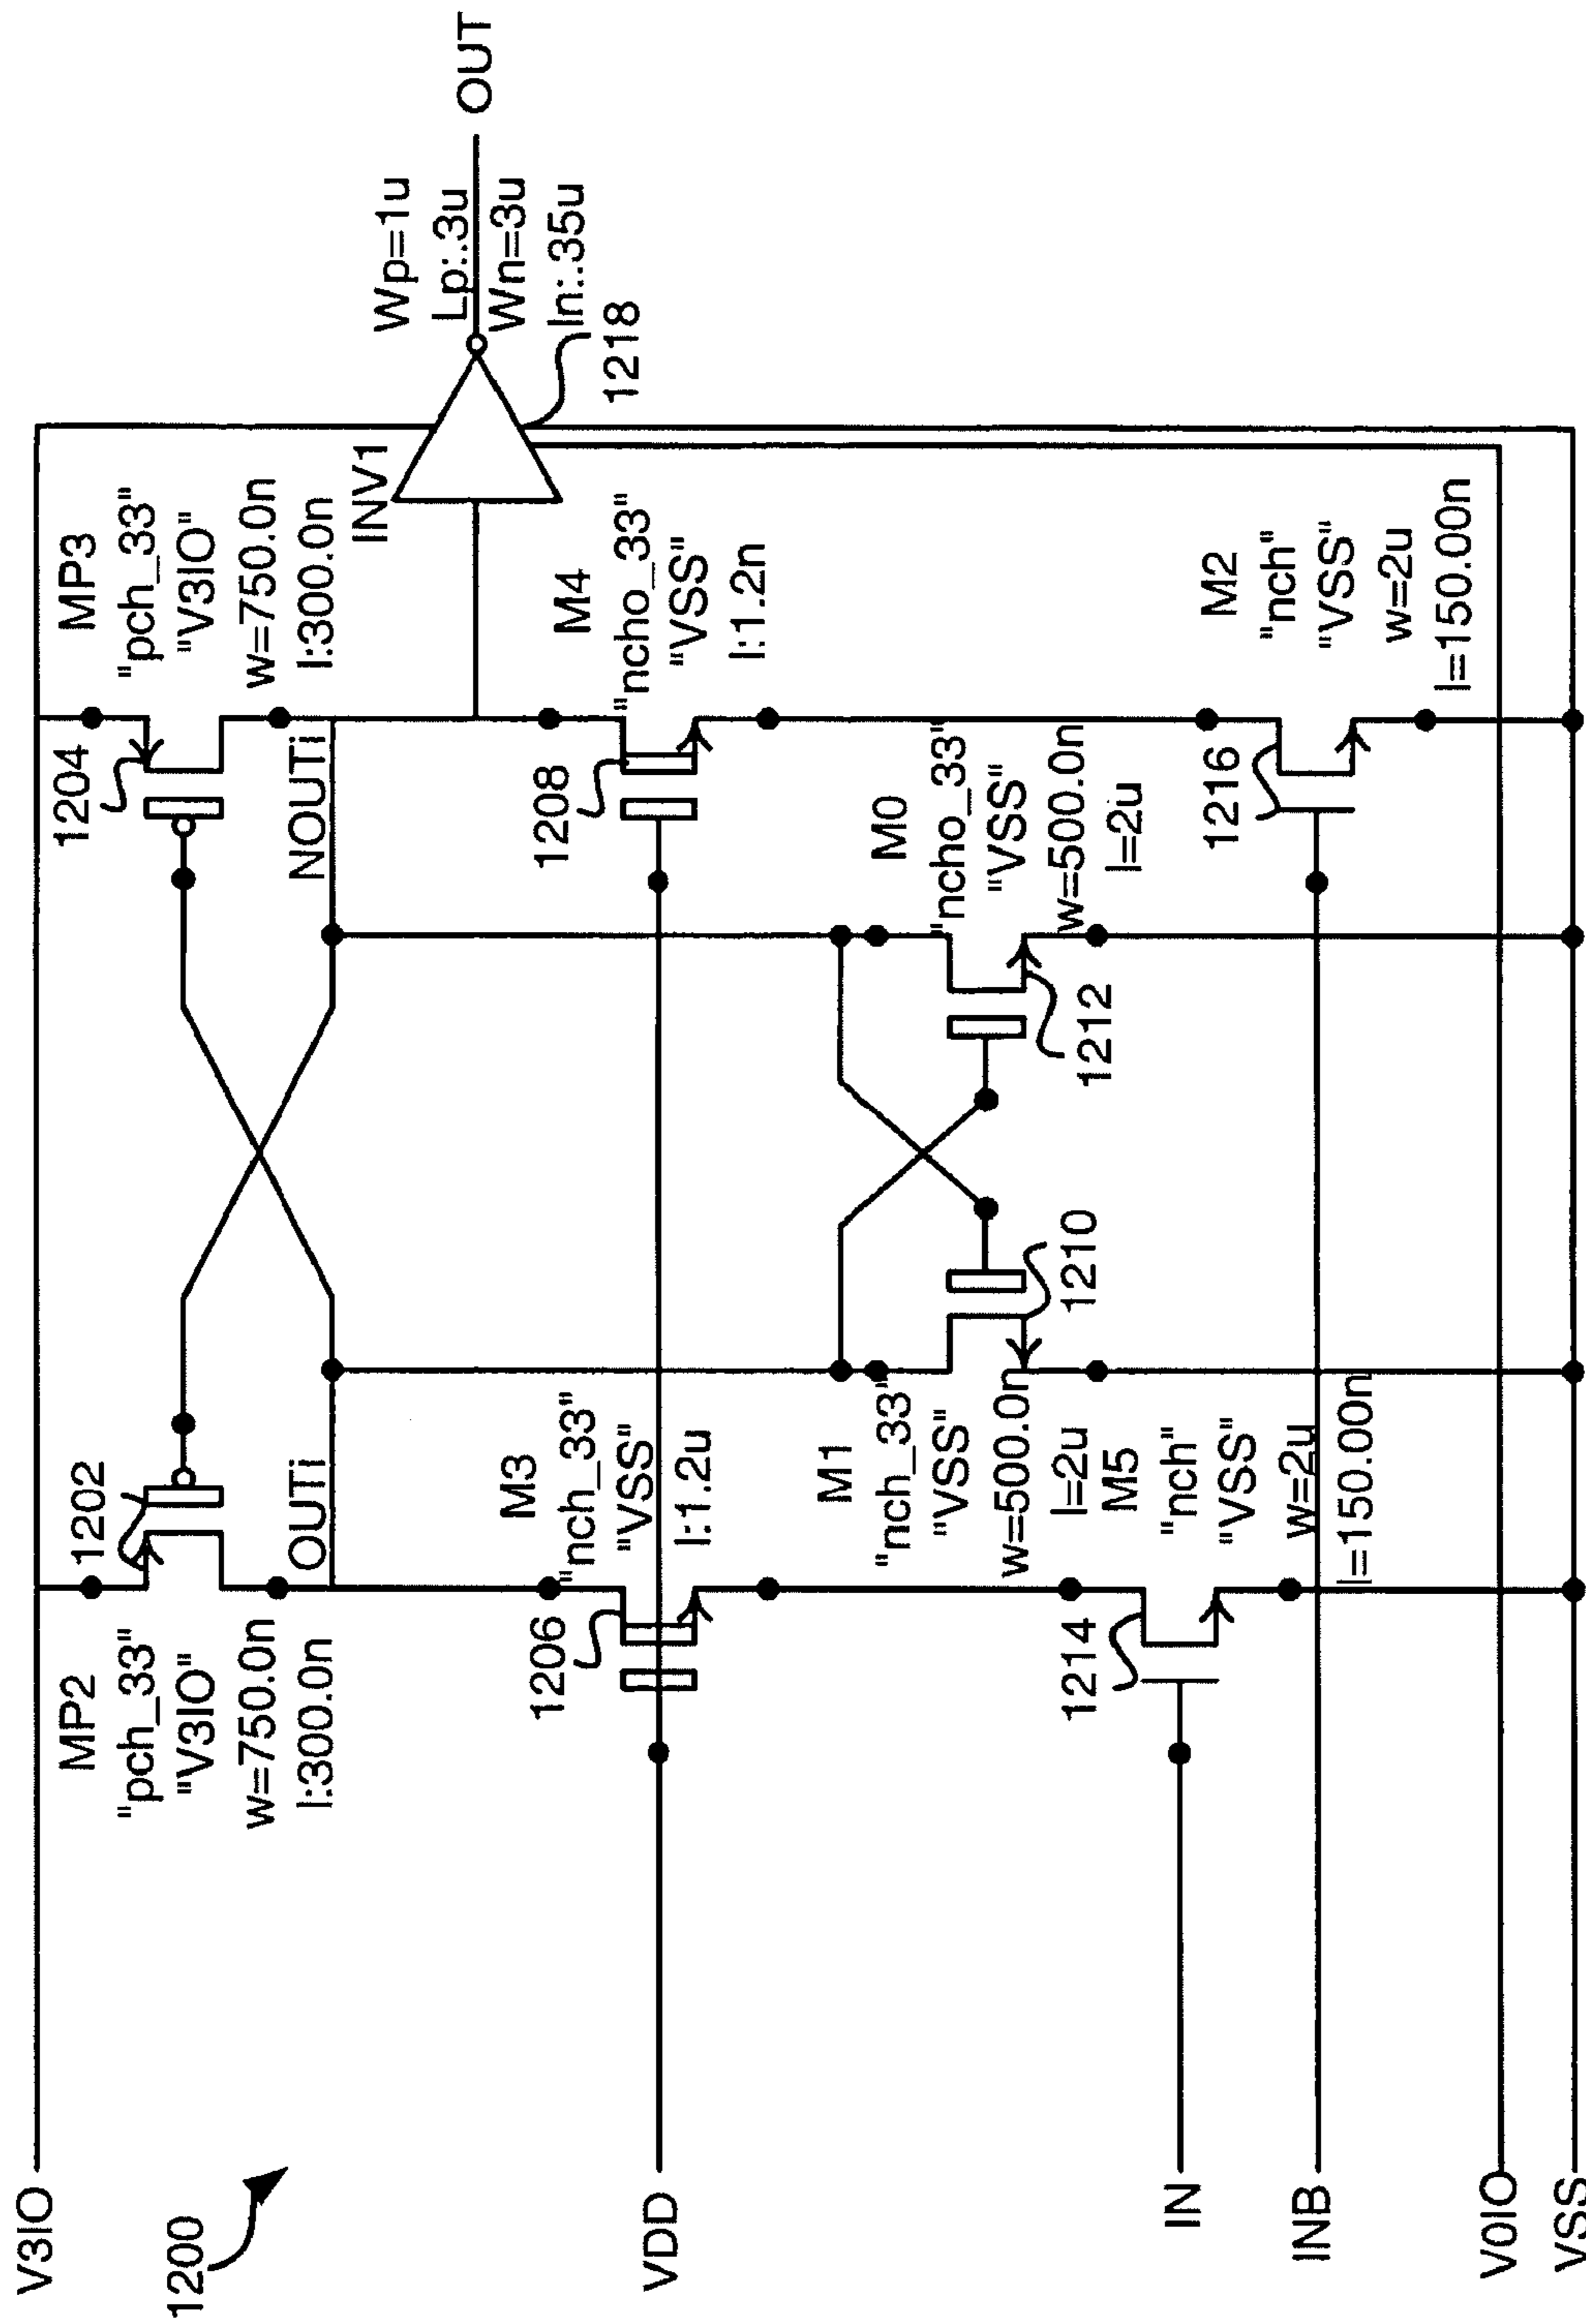 V3IO
1200
VDD
IN
INB
V0IO
VSS
MP2
"pch_33"
"V3IO"
w=750.0n
l:300.0n
1202
OUTi
1206
M3
"nch_33"
"VSS"
l:1.2u
M1
"nch_33"
"VSS"
w=500.0n
l=2u
1210
1214
M5
"nch"
"VSS"
w=2u
l=150.00n
MP3
"pch_33"
"V3IO"
w=750.0n
l:300.0n
1204
NOUTi
1208
M4
"ncho_33"
"VSS"
l:1.2n
M0
"ncho_33"
"VSS"
w=500.0n
l=2u
1212
1216
M2
"nch"
"VSS"
w=2u
l=150.00n
INV1
Wp=1u
Lp:.3u
Wn=3u
ln:.35u
1218
OUT